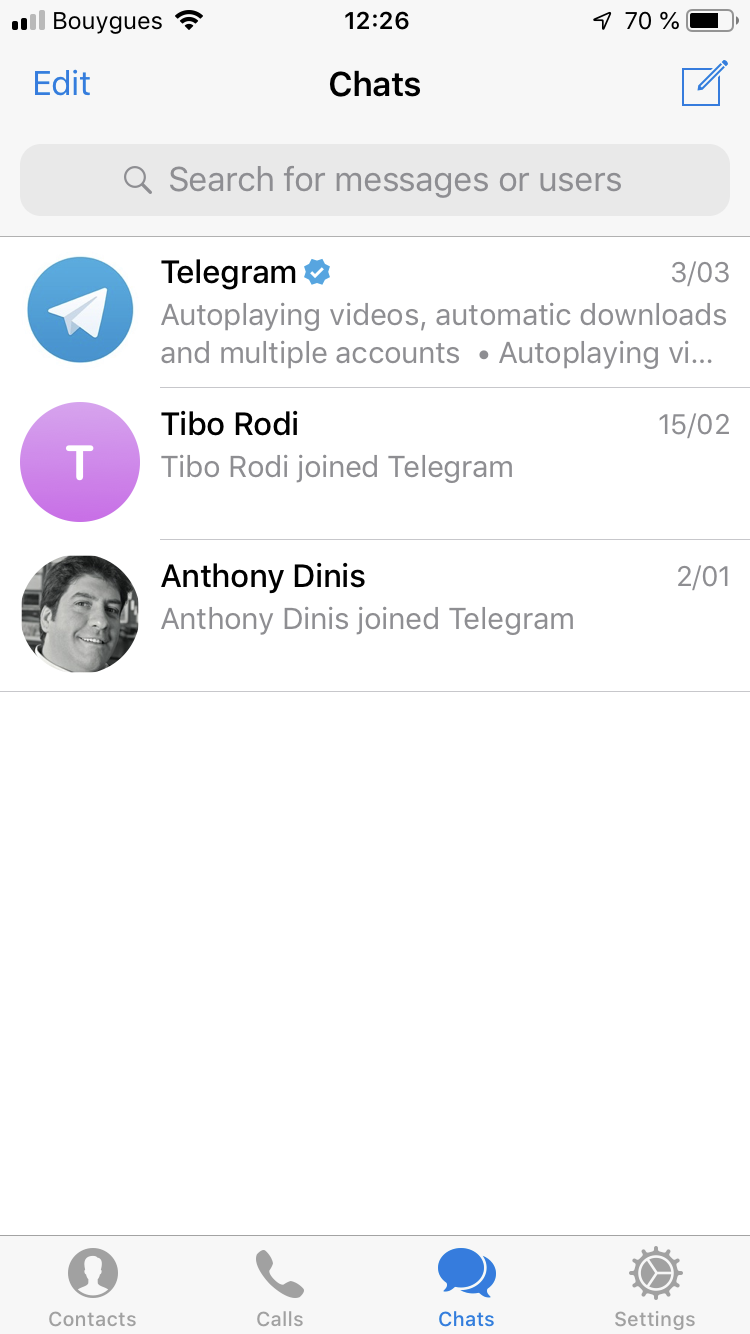 Bouygues 12:26 70 %
Edit Chats
Search for messages or users
Telegram 3/03
Autoplaying videos, automatic downloads
and multiple accounts • Autoplaying vi...
T
Tibo Rodi 15/02
Tibo Rodi joined Telegram
Anthony Dinis 2/01
Anthony Dinis joined Telegram
Contacts Calls Chats Settings